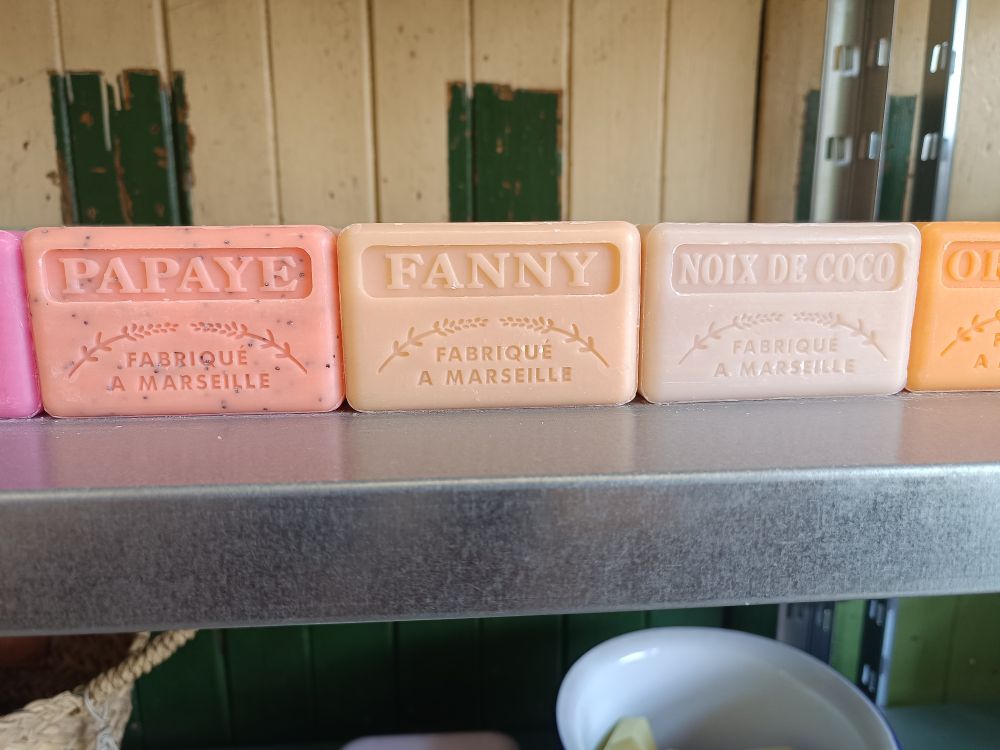 PAPAYE
FABRIQUÉ
A MARSEILLE
FANNY
FABRIQUÉ
A MARSEILLE
NOIX DE COCO
FABRIQUÉ
A MARSEILLE